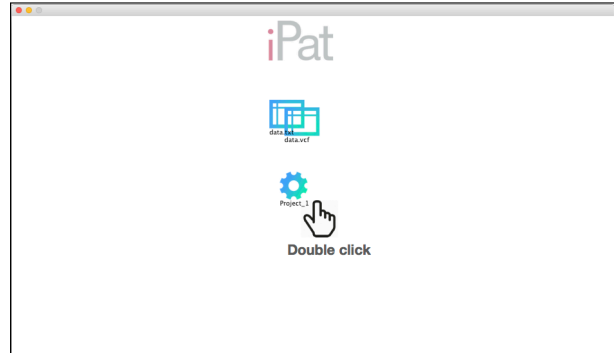 iPat
data.txt
data.vcf
Project_1
Double click